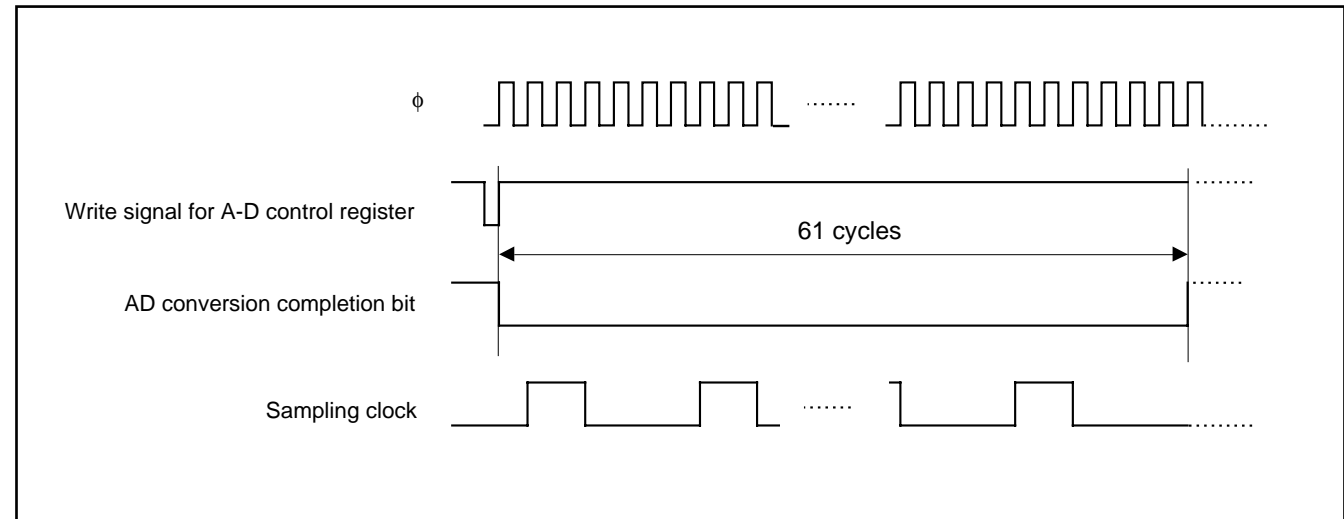 ϕ
Write signal for A-D control register
61 cycles
AD conversion completion bit
Sampling clock